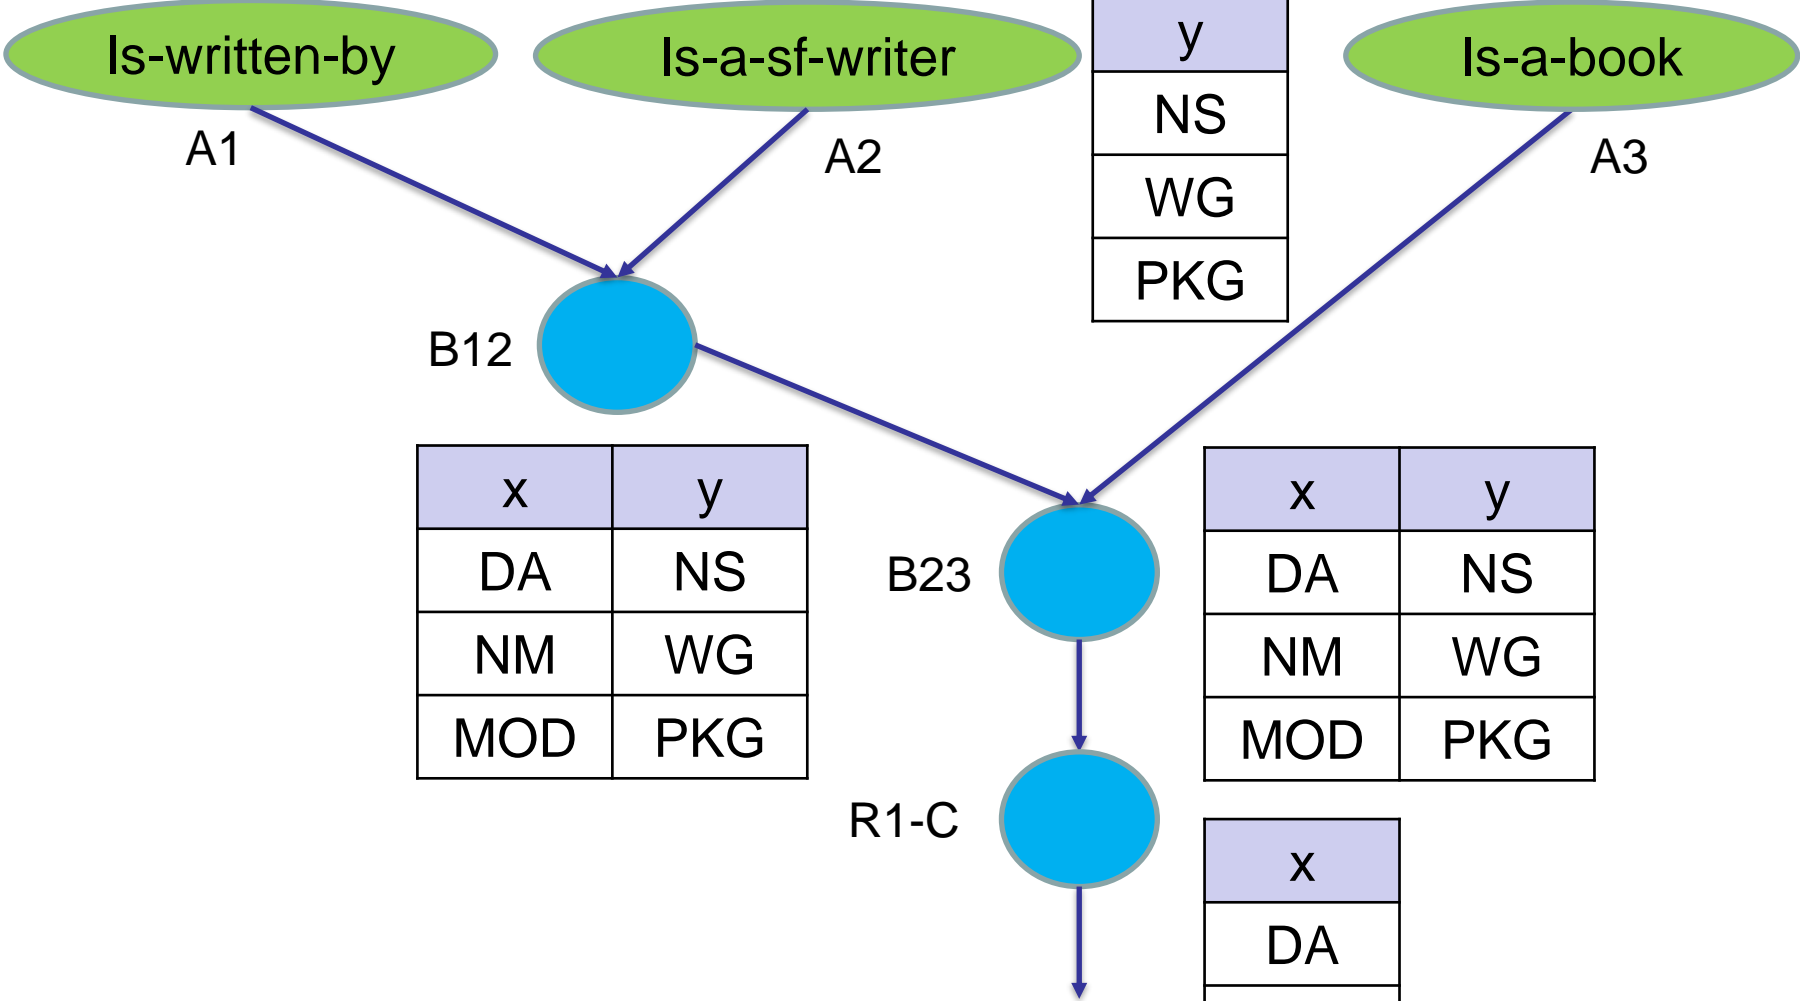 Is-written-by
Is-a-sf-writer
y
Is-a-book
NS
A1
A2
A3
WG
PKG
B12
x y
DA NS
NM WG
MOD PKG
B23
x y
DA NS
NM WG
MOD PKG
R1-C
x
DA